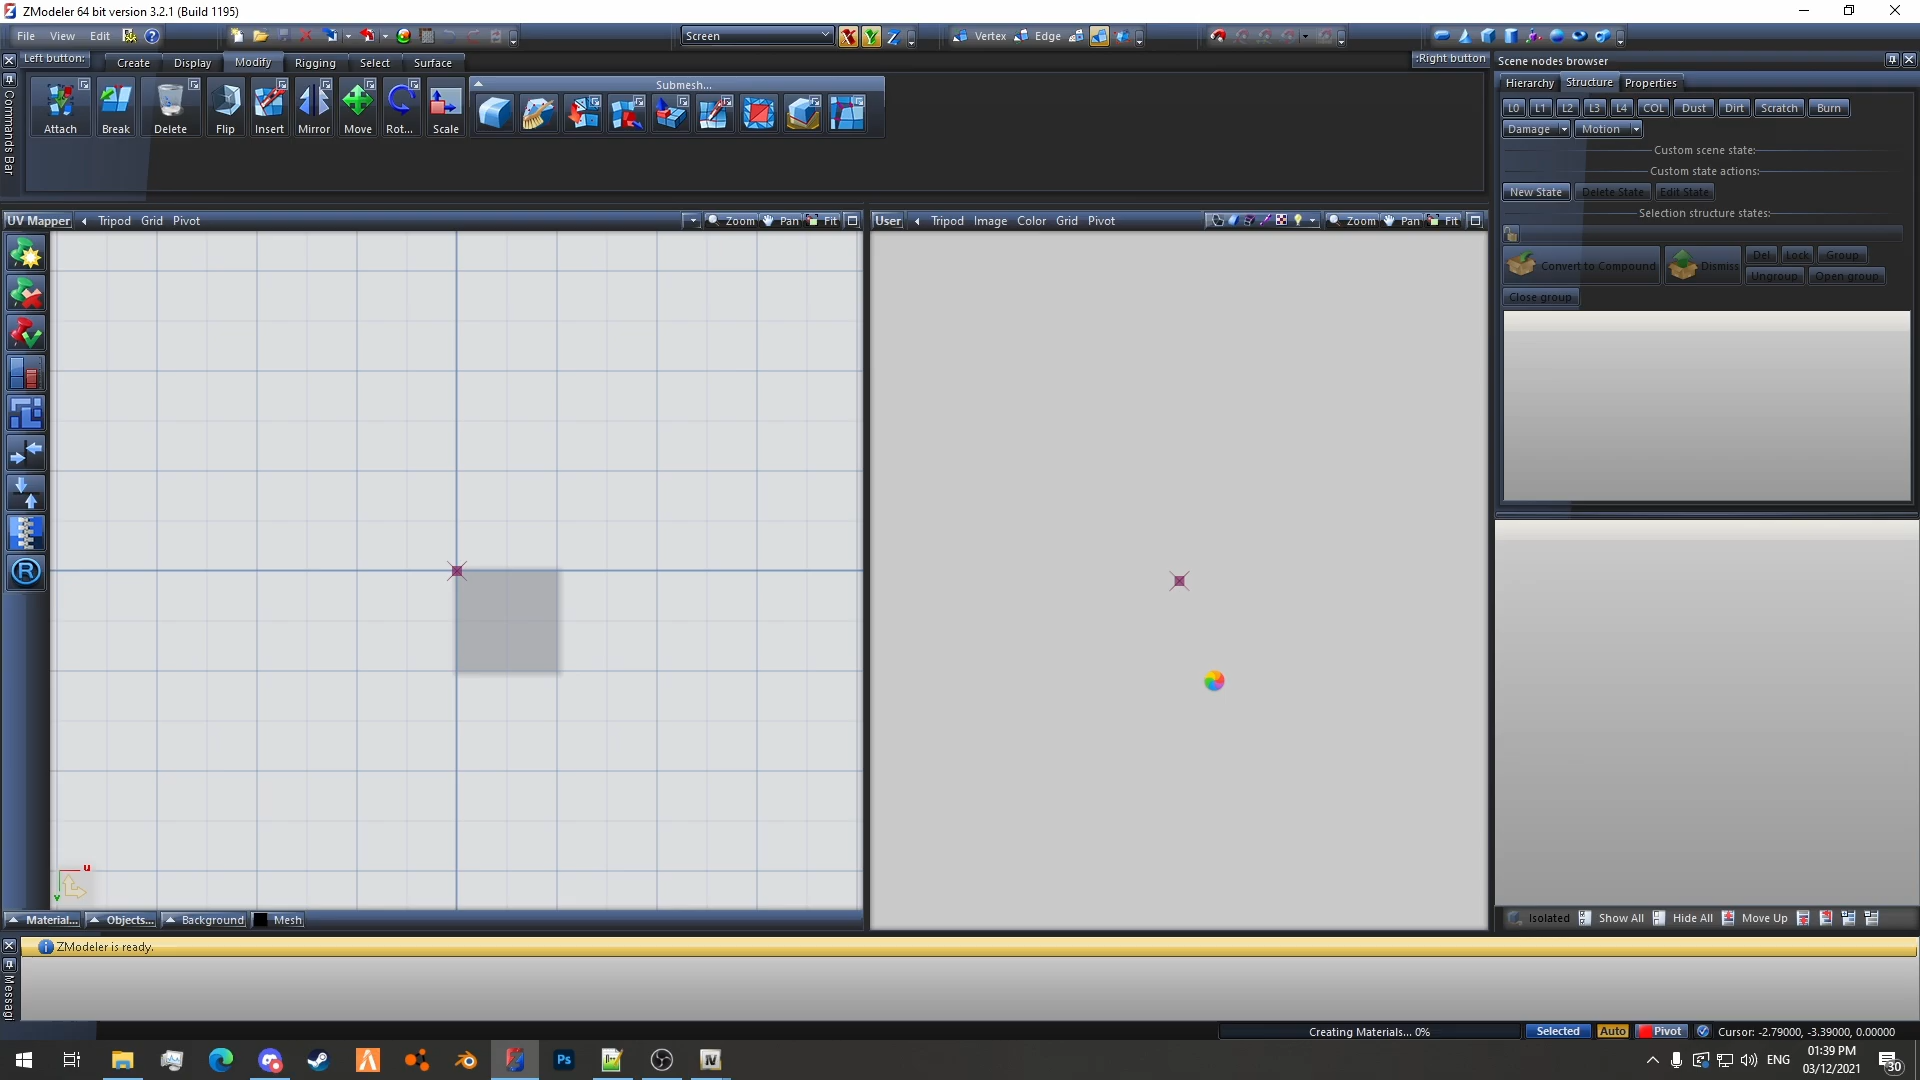 ZModeler 64 bit version 3.2.1 (Build 1195)
File View Edit Screen Vertex Edge
Left button: Create Display Modify Rigging Select Surface :Right button
Scene nodes browser
Commands Bar
Attach Break Delete Flip Insert Mirror Move Rot... Scale
Submesh...
Hierarchy Structure Properties
L0 L1 L2 L3 L4 COL Dust Dirt Scratch Burn
Damage Motion
Custom scene state:
Custom state actions:
New State Delete State Edit State
Selection structure states:
Convert to Compound Dismiss Del Lock Group
Ungroup Open group
Close group
UV Mapper Tripod Grid Pivot Zoom Pan Fit
User Tripod Image Color Grid Pivot Zoom Pan Fit
u
v
Material... Objects... Background Mesh
Isolated Show All Hide All Move Up
ZModeler is ready.
Messagi
Creating Materials... 0% Selected Auto Pivot Cursor: -2.79000, -3.39000, 0.00000
ENG
01:39 PM
03/12/2021
30